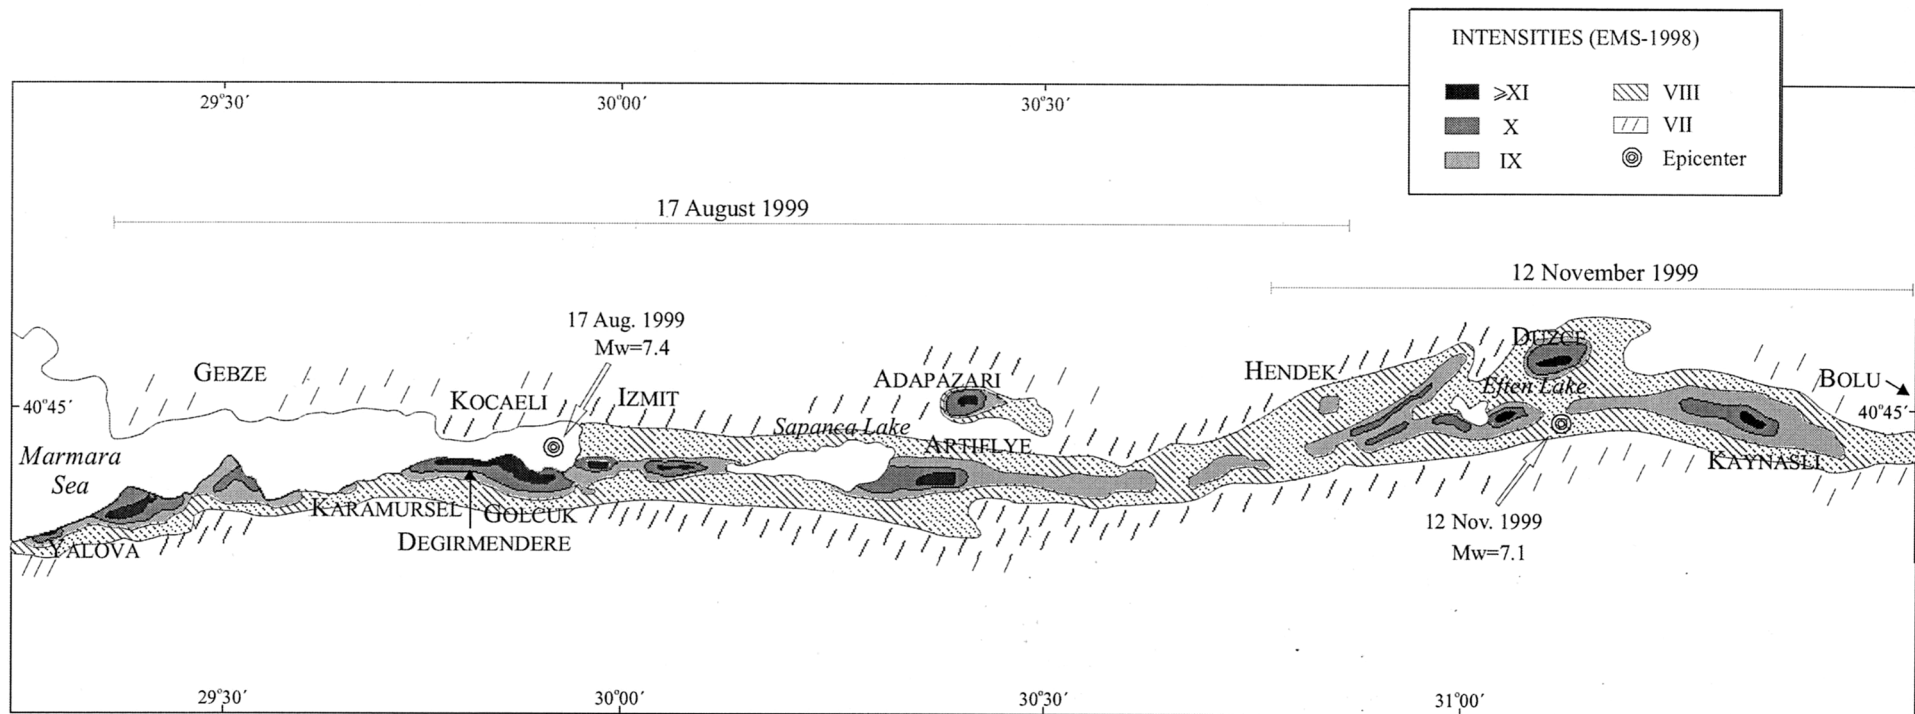 INTENSITIES (EMS-1998)
⩾XI
VIII
X
VII
IX
Epicenter
29°30′
30°00′
30°30′
17 August 1999
12 November 1999
17 Aug. 1999
Mw=7.4
DUZCE
GEBZE
HENDEK
ADAPAZARI
BOLU
Eften Lake
KOCAELI
IZMIT
40°45′
40°45′
Sapanca Lake
ARIFIYE
Marmara
Sea
KAYNASLI
KARAMURSEL
GOLCUK
12 Nov. 1999
Mw=7.1
DEGIRMENDERE
YALOVA
29°30′
30°00′
30°30′
31°00′